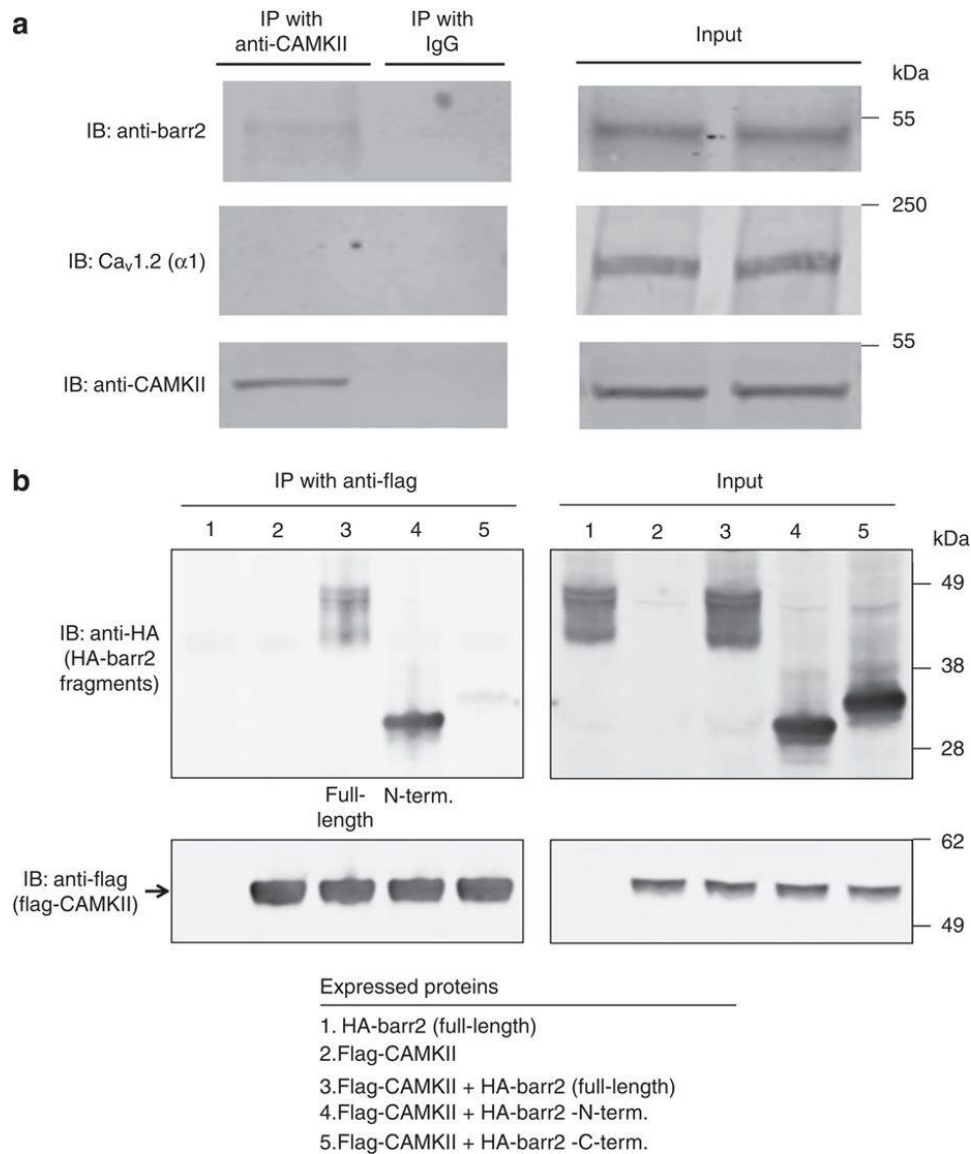 a
IP with
anti-CAMKII
IP with
IgG
Input
kDa
IB: anti-barr2
55
250
IB: Cav1.2 (α1)
55
IB: anti-CAMKII
b
IP with anti-flag
Input
1 2 3 4 5
1 2 3 4 5
kDa
49
IB: anti-HA
(HA-barr2
fragments)
38
28
Full-
length
N-term.
62
IB: anti-flag
(flag-CAMKII)
49
Expressed proteins
1. HA-barr2 (full-length)
2.Flag-CAMKII
3.Flag-CAMKII + HA-barr2 (full-length)
4.Flag-CAMKII + HA-barr2 -N-term.
5.Flag-CAMKII + HA-barr2 -C-term.